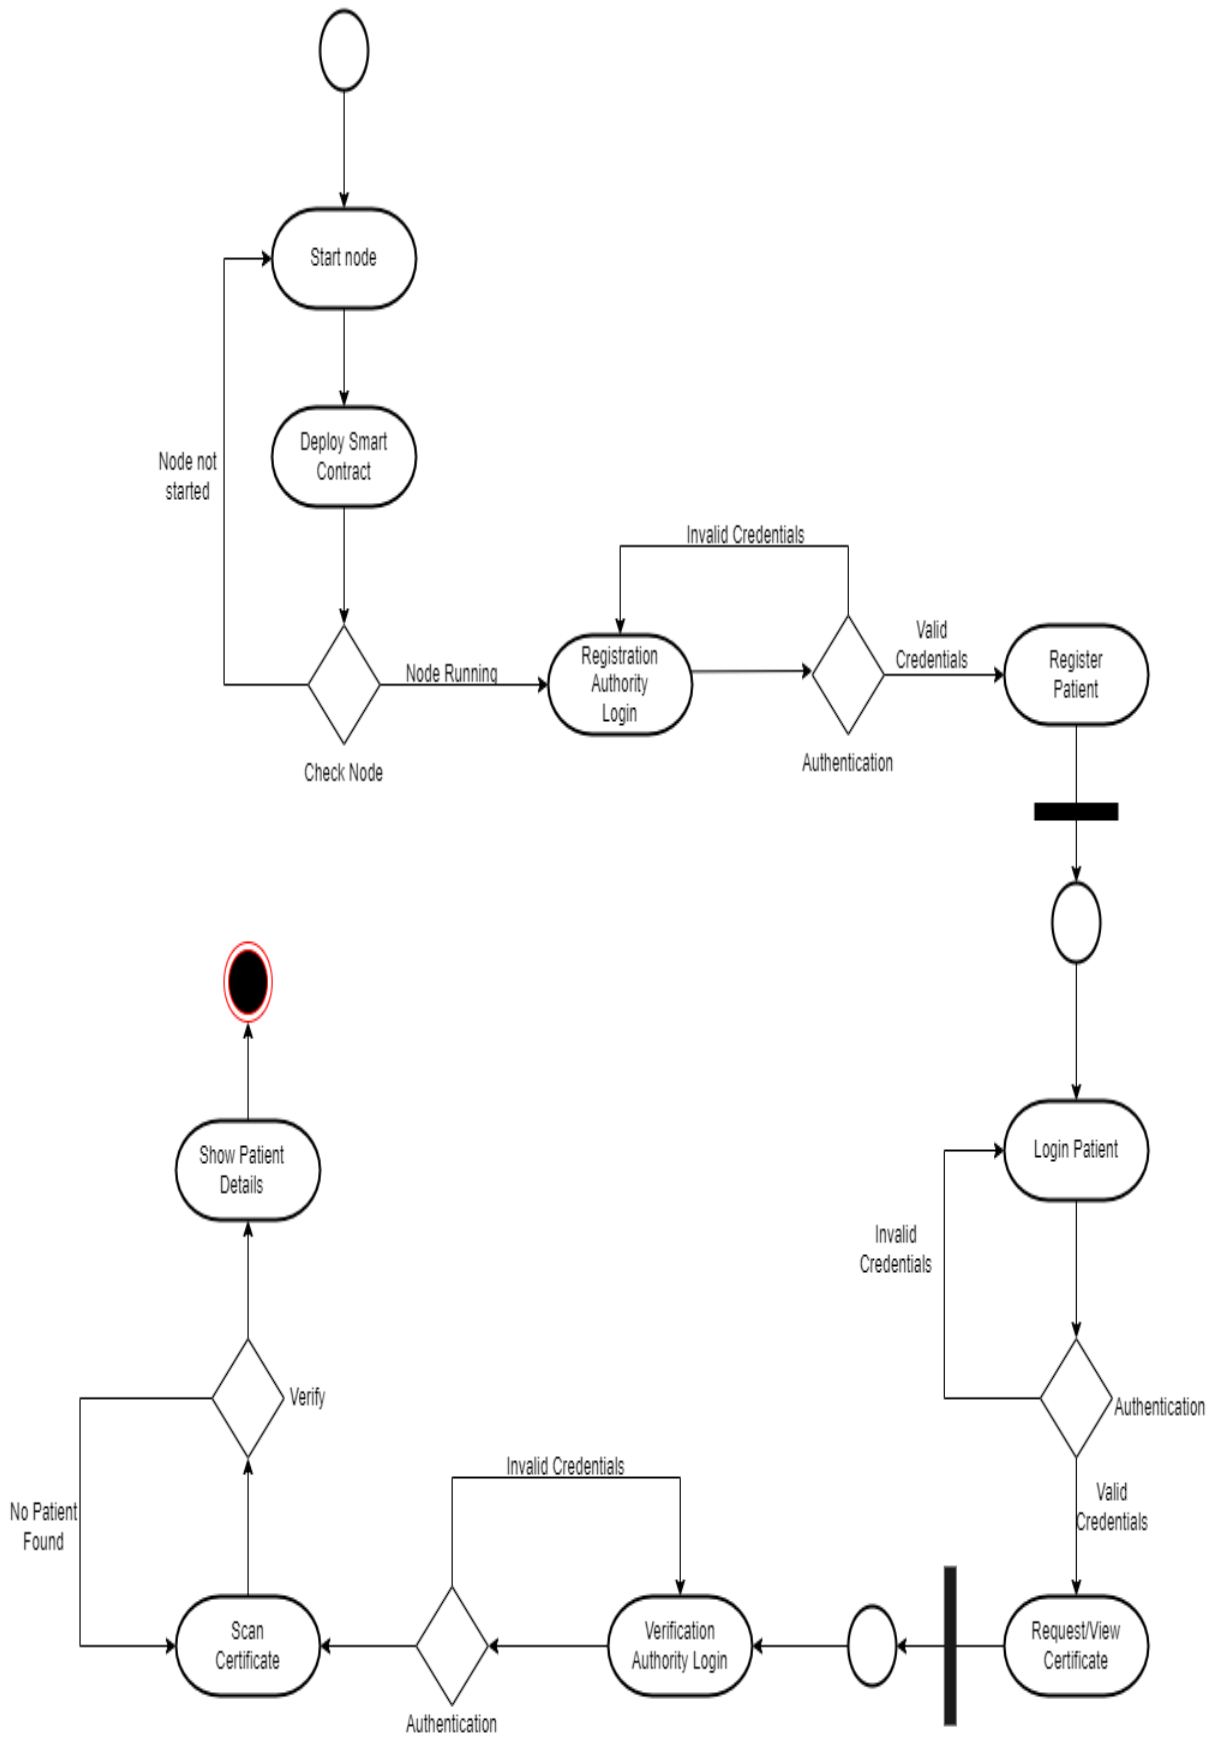 Start node
Deploy Smart
Contract
Node not
started
Invalid Credentials
Valid
Credentials
Registration
Authority
Login
Register
Patient
Node Running
Authentication
Check Node
Login Patient
Show Patient
Details
Invalid
Credentials
Verify
Authentication
Invalid Credentials
Valid
Credentials
No Patient
Found
Scan
Certificate
Verification
Authority Login
Request/View
Certificate
Authentication